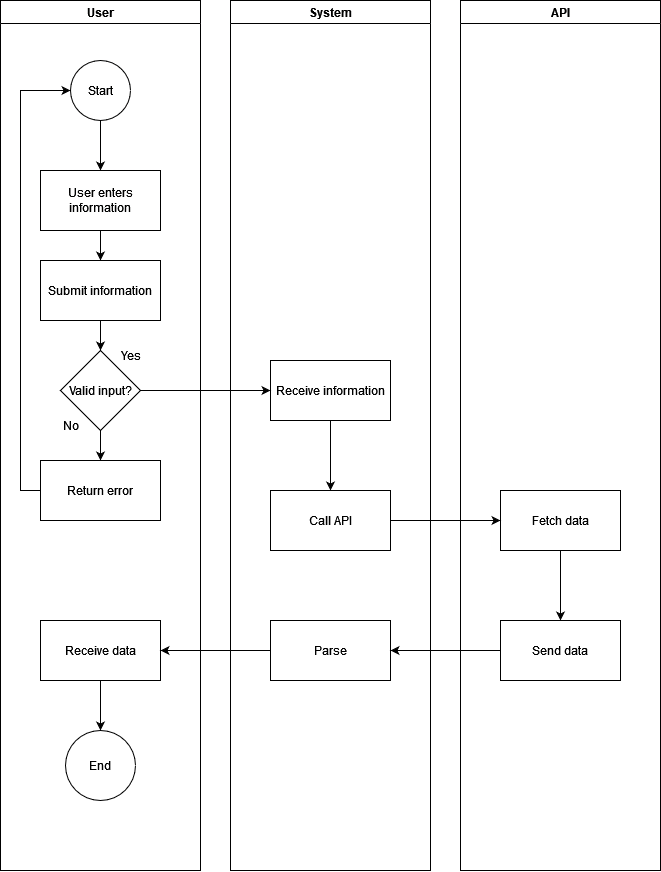 User
System
API
Start
User enters
information
Submit information
Yes
Valid input?
Receive information
No
Return error
Call API
Fetch data
Receive data
Parse
Send data
End